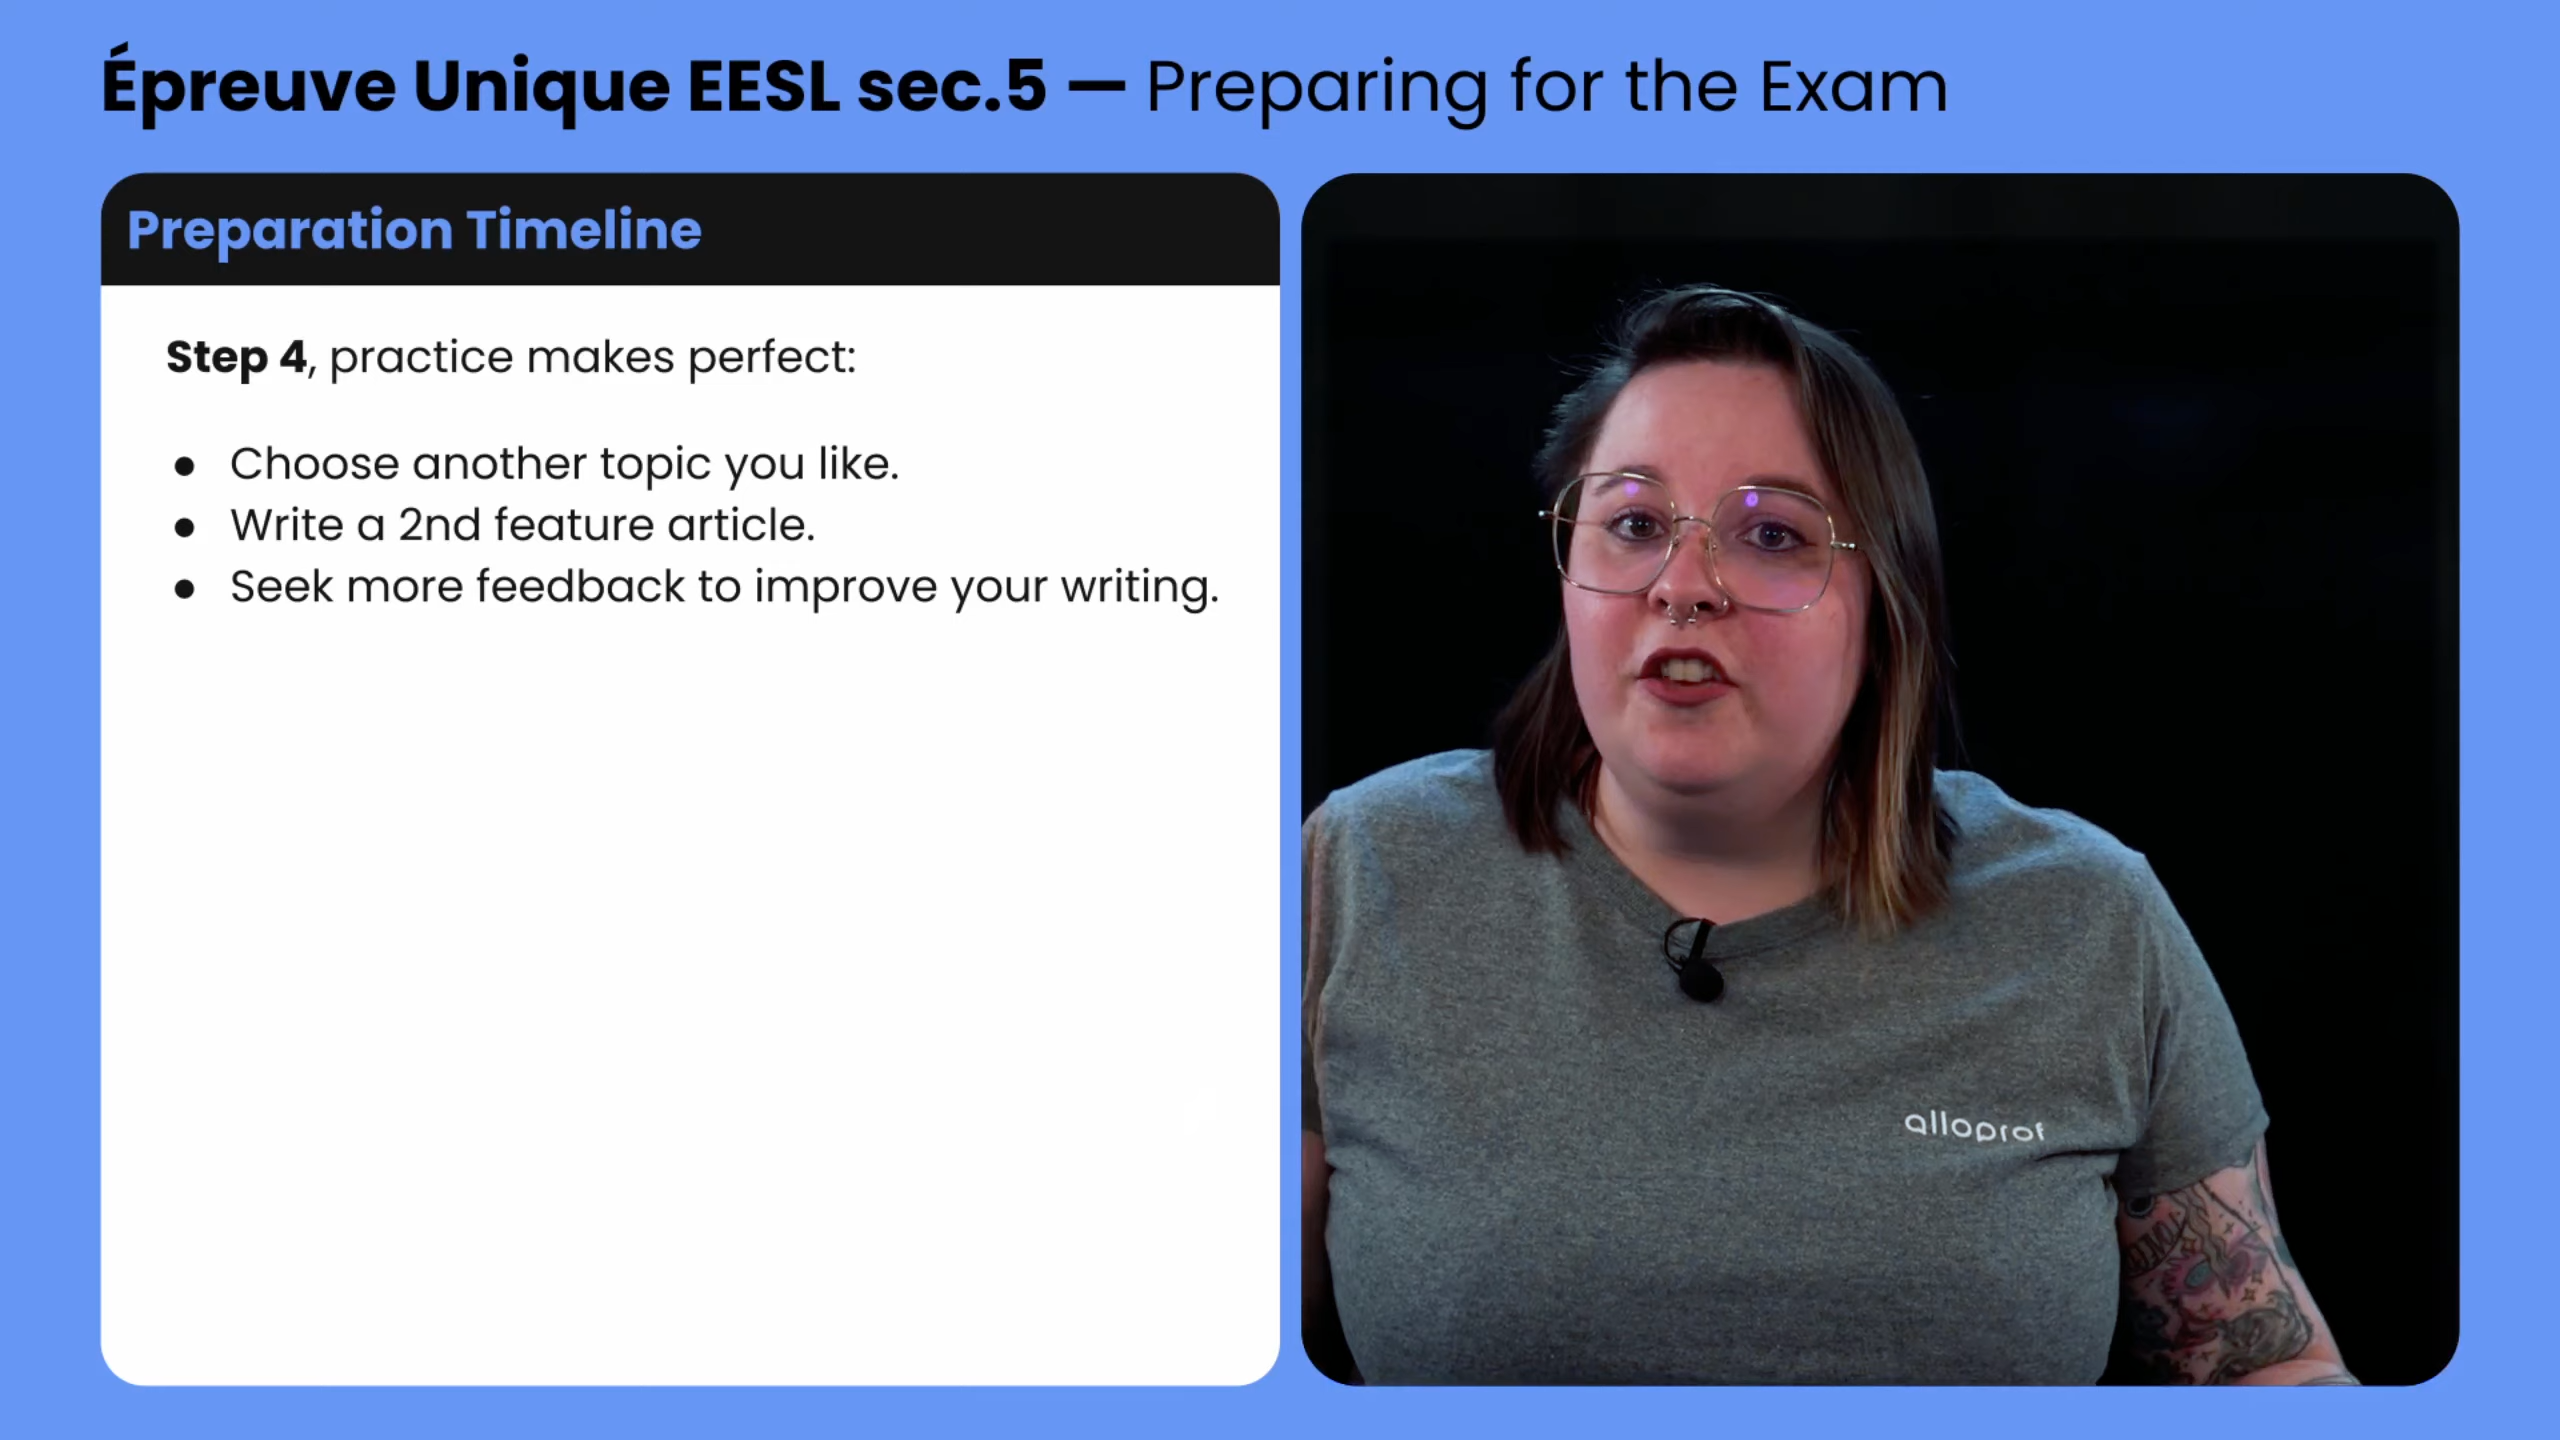 Épreuve Unique EESL sec.5 — Preparing for the Exam
Preparation Timeline
Step 4, practice makes perfect:
● Choose another topic you like.
● Write a 2nd feature article.
● Seek more feedback to improve your writing.
alloprof